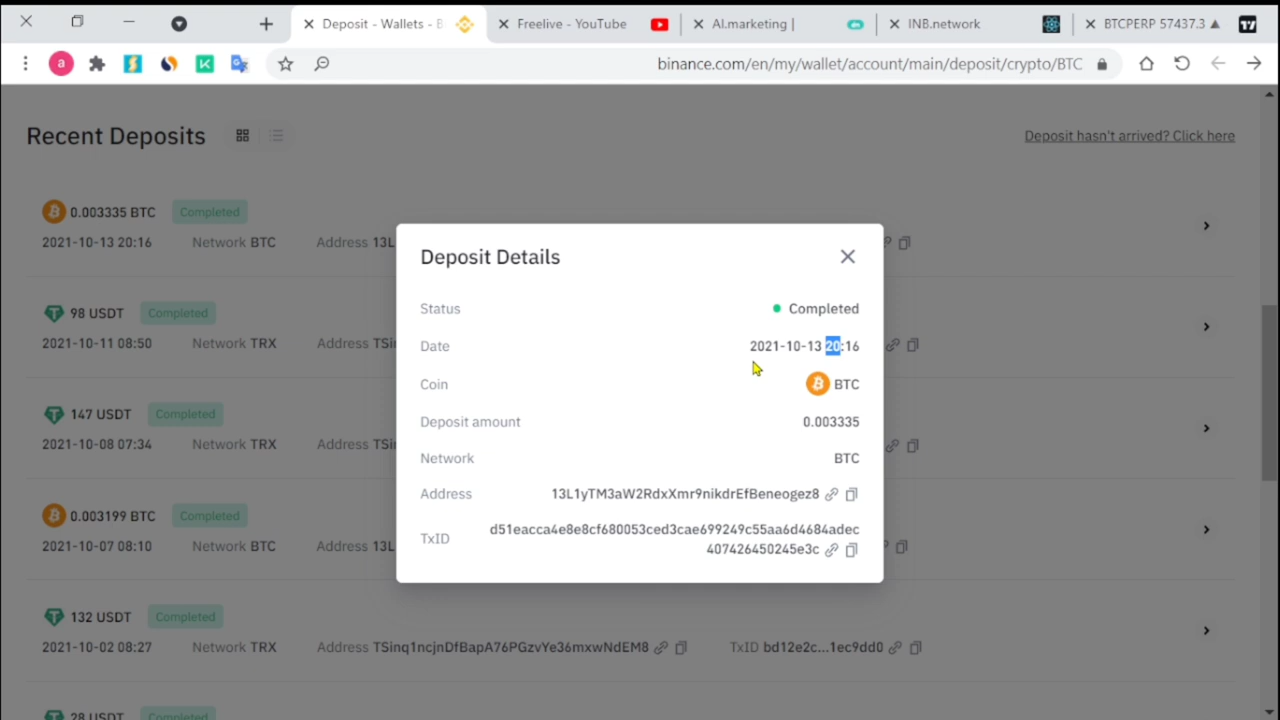 Deposit - Wallets - B
Freelive - YouTube
AI.marketing |
INB.network
BTCPERP 57437.3 ▲
a
binance.com/en/my/wallet/account/main/deposit/crypto/BTC
Recent Deposits
Deposit hasn't arrived? Click here
0.003335 BTC Completed
2021-10-13 20:16 Network BTC Address 13L
98 USDT Completed
2021-10-11 08:50 Network TRX Address TSi
147 USDT Completed
2021-10-08 07:34 Network TRX Address TSi
0.003199 BTC Completed
2021-10-07 08:10 Network BTC Address 13L
132 USDT Completed
2021-10-02 08:27 Network TRX Address TSinq1ncjnDfBapA76PGzvYe36mxwNdEM8 TxID bd12e2c...1ec9dd0
28 USDT Completed
Deposit Details
Status Completed
Date 2021-10-13 20:16
Coin BTC
Deposit amount 0.003335
Network BTC
Address 13L1yTM3aW2RdxXmr9nikdrEfBeneogez8
TxID d51eacca4e8e8cf680053ced3cae699249c55aa6d4684adec
407426450245e3c